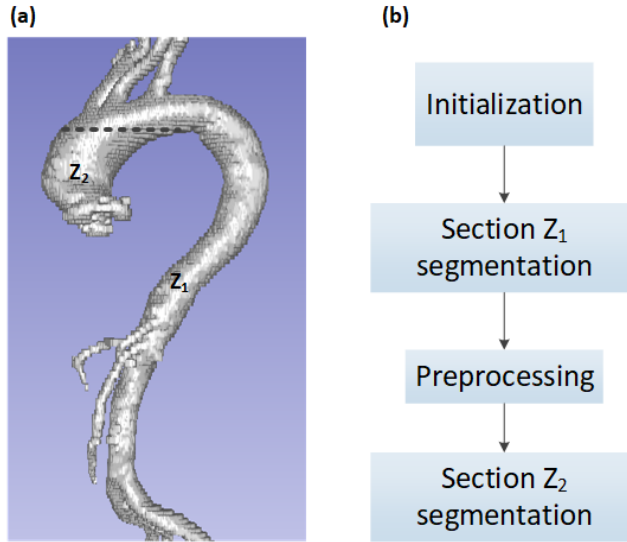 (a)
Z₂
Z₁
(b)
Initialization
Section Z₁
segmentation
Preprocessing
Section Z₂
segmentation